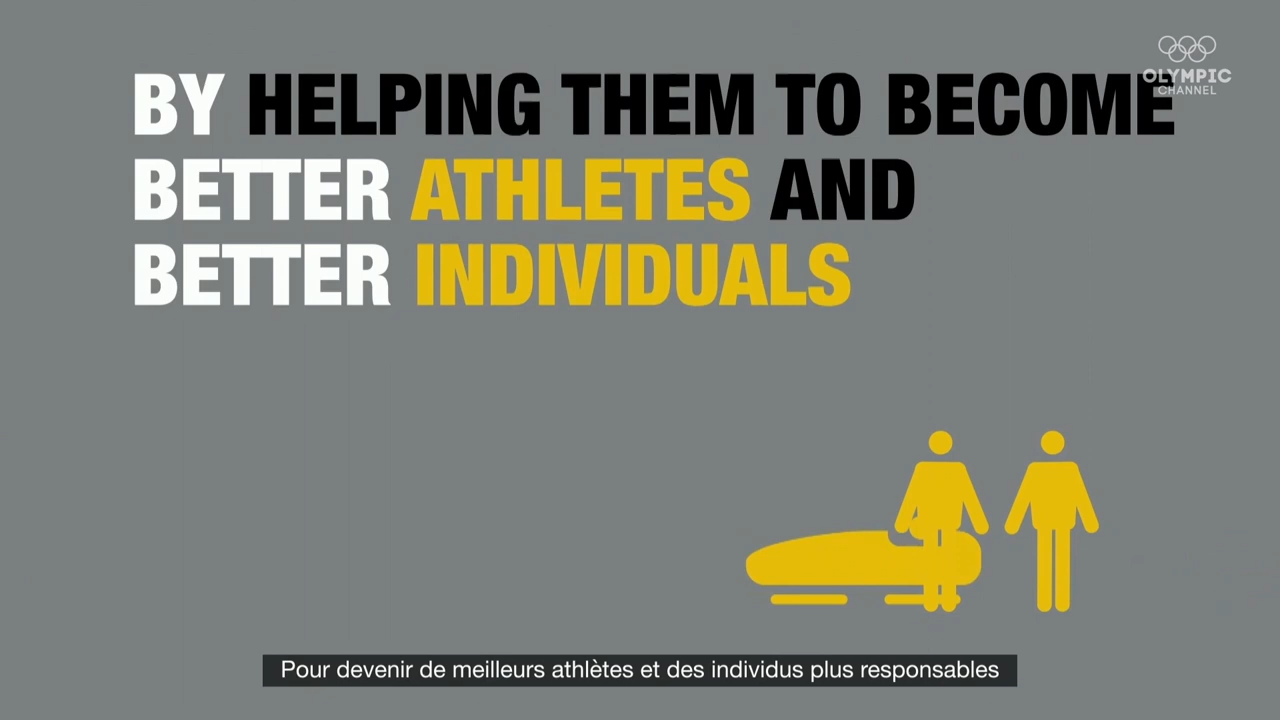 BY HELPING THEM TO BECOME
BETTER ATHLETES AND
BETTER INDIVIDUALS
OLYMPIC
CHANNEL
Pour devenir de meilleurs athlètes et des individus plus responsables